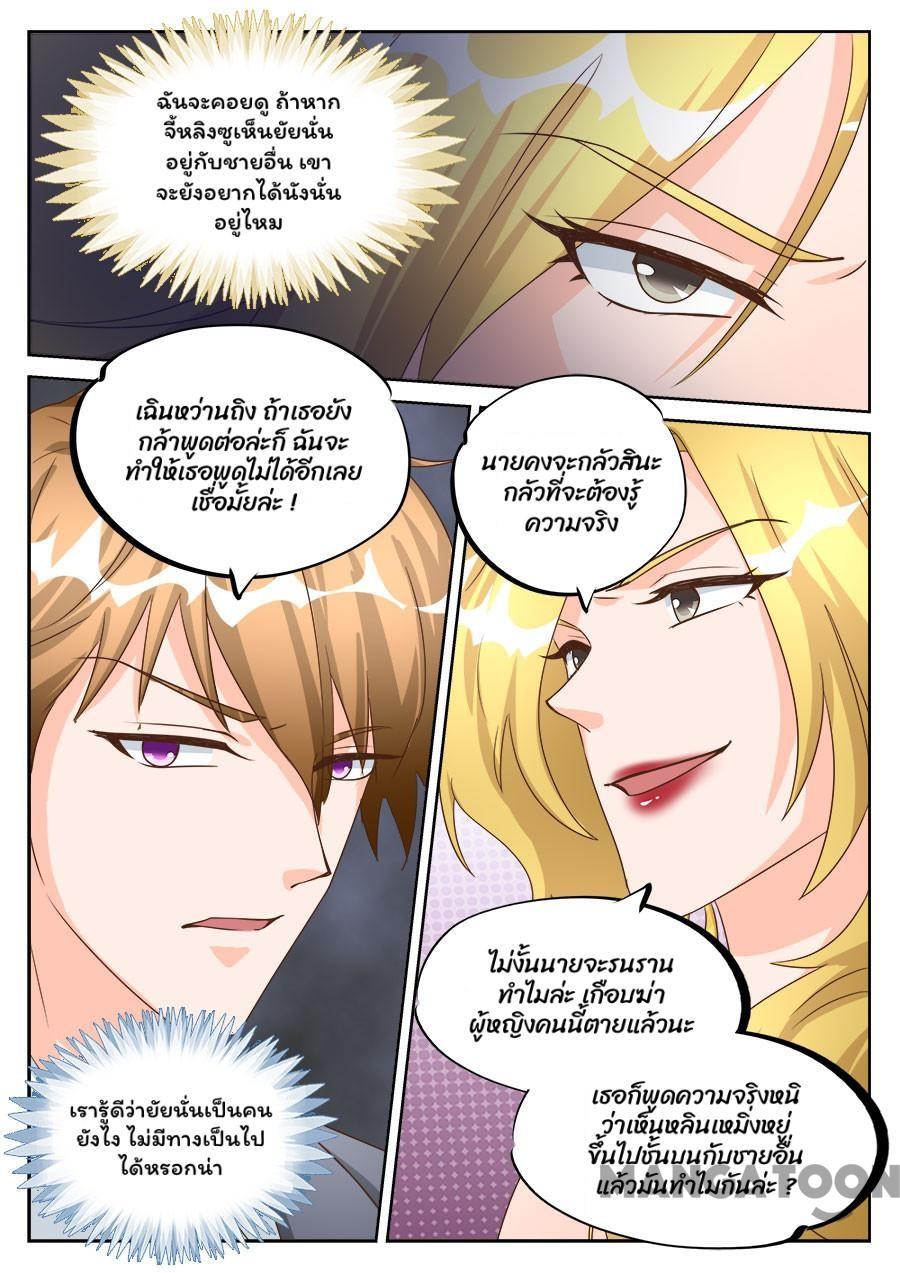 ฉันจะคอยดู ถ้าหาก
จี้หลิงซูเห็นยัยนั่น
อยู่กับชายอื่น เขา
จะยังอยากได้นังนั่น
อยู่ไหม
เฉินหว่านถิง ถ้าเธอยัง
กล้าพูดต่อล่ะก็ ฉันจะ
ทำให้เธอพูดไม่ได้อีกเลย
เชื่อมั้ยล่ะ !
นายคงจะกลัวสินะ
กลัวที่จะต้องรู้
ความจริง
ไม่งั้นนายจะรนราน
ทำไมล่ะ เกือบฆ่า
ผู้หญิงคนนี้ตายแล้วนะ
เรารู้ดีว่ายัยนั่นเป็นคน
ยังไง ไม่มีทางเป็นไป
ได้หรอกน่า
เธอก็พูดความจริงหนิ
ว่าเห็นหลินเหมิ่งหยู่
ขึ้นไปชั้นบนกับชายอื่น
แล้วมันทำไมกันล่ะ ?
MANGATOON